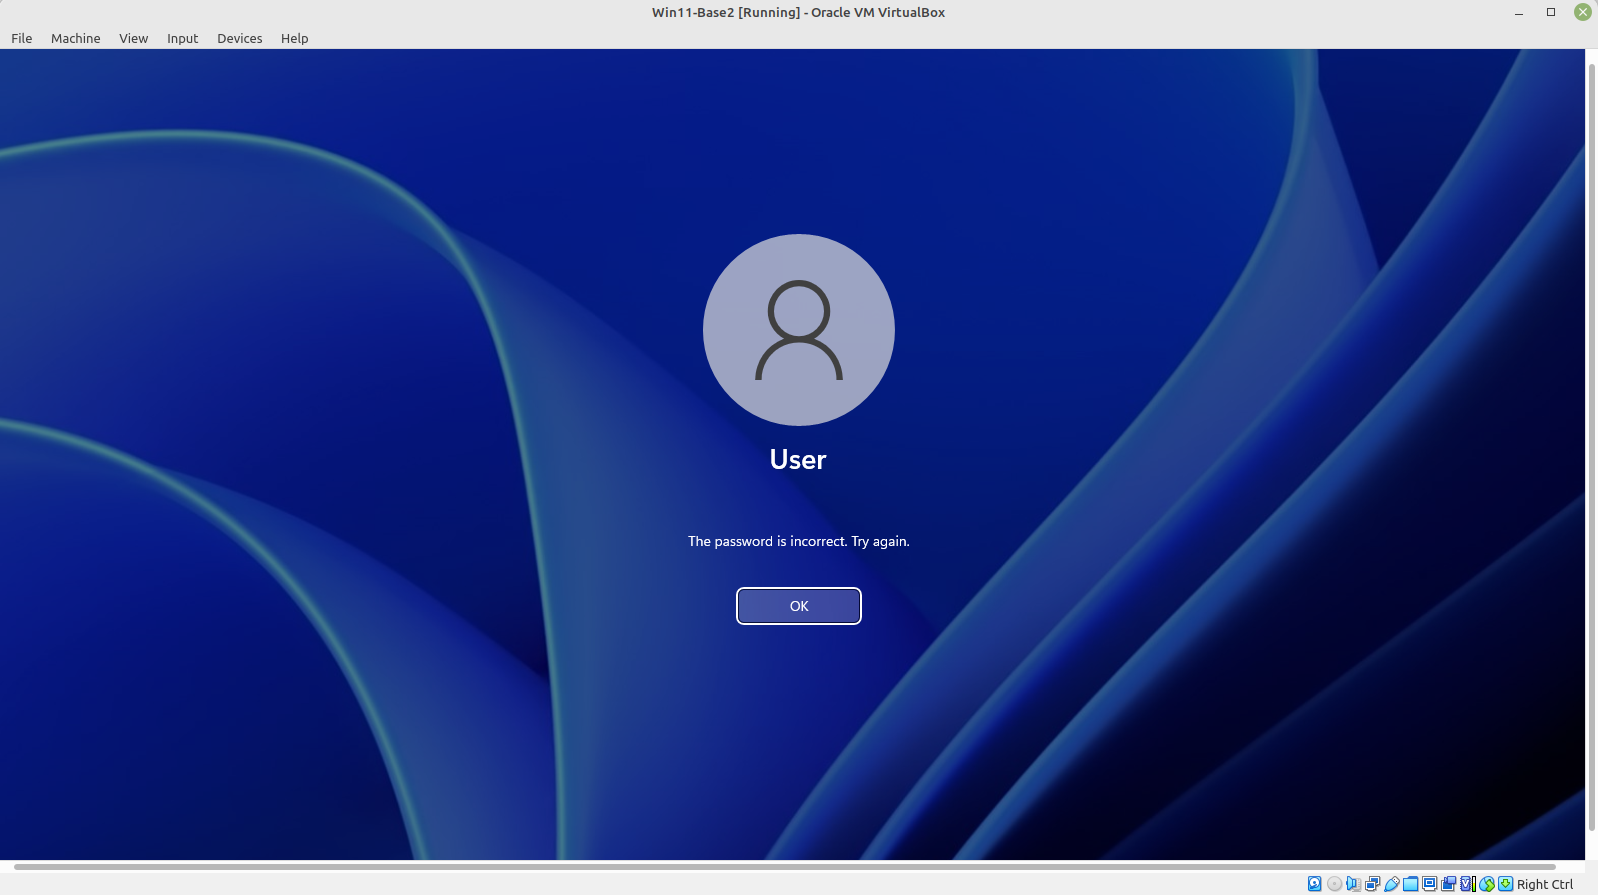 Win11-Base2 [Running] - Oracle VM VirtualBox
File Machine View Input Devices Help
User
The password is incorrect. Try again.
OK
Right Ctrl